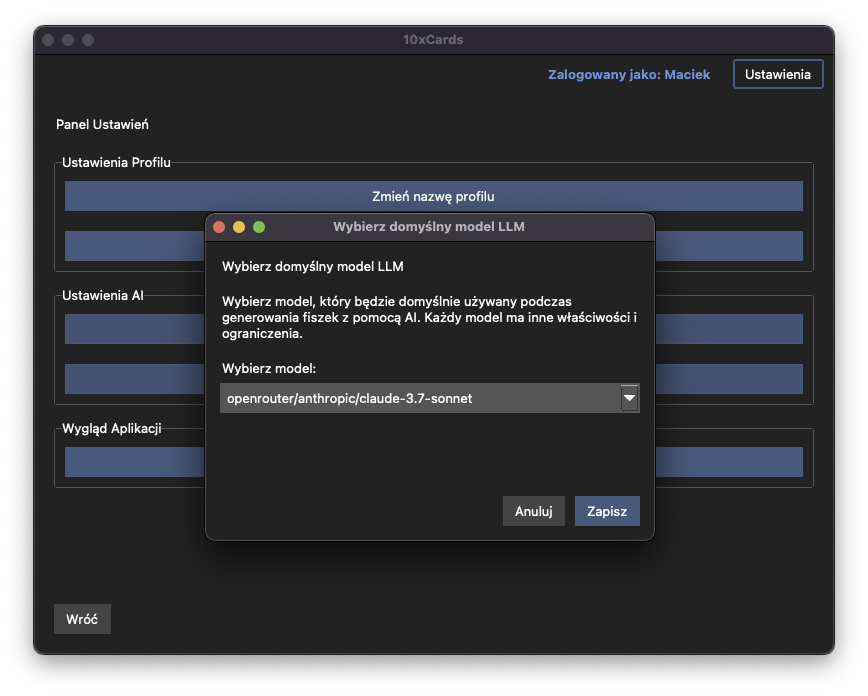 10xCards
Zalogowany jako: Maciek
Ustawienia
Panel Ustawień
Ustawienia Profilu
Zmień nazwę profilu
Wybierz domyślny model LLM
Wybierz domyślny model LLM
Wybierz model, który będzie domyślnie używany podczas
generowania fiszek z pomocą AI. Każdy model ma inne właściwości i
ograniczenia.
Wybierz model:
openrouter/anthropic/claude-3.7-sonnet
Anuluj
Zapisz
Ustawienia AI
Wygląd Aplikacji
Wróć